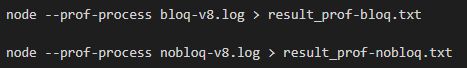 node --prof-process bloq-v8.log > result_prof-bloq.txt
node --prof-process nobloq-v8.log > result_prof-nobloq.txt